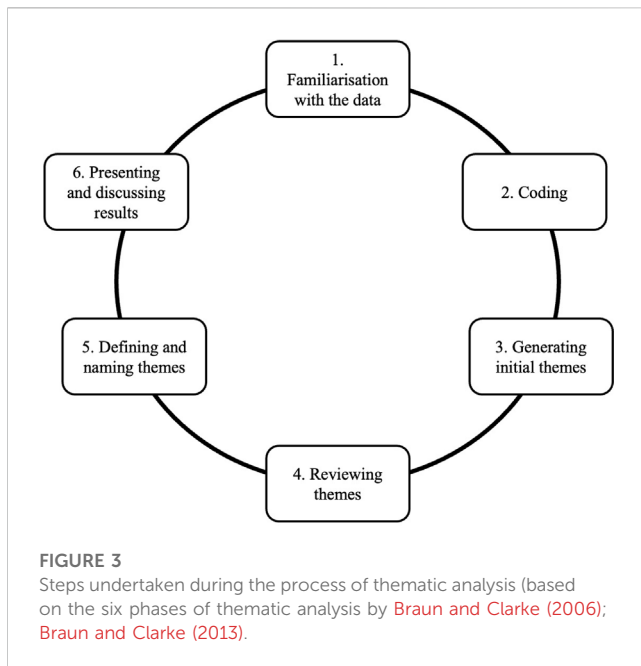 1.
Familiarisation
with the data
2. Coding
3. Generating
initial themes
4. Reviewing
themes
5. Defining and
naming themes
6. Presenting
and discussing
results
FIGURE 3
Steps undertaken during the process of thematic analysis (based
on the six phases of thematic analysis by Braun and Clarke (2006);
Braun and Clarke (2013).